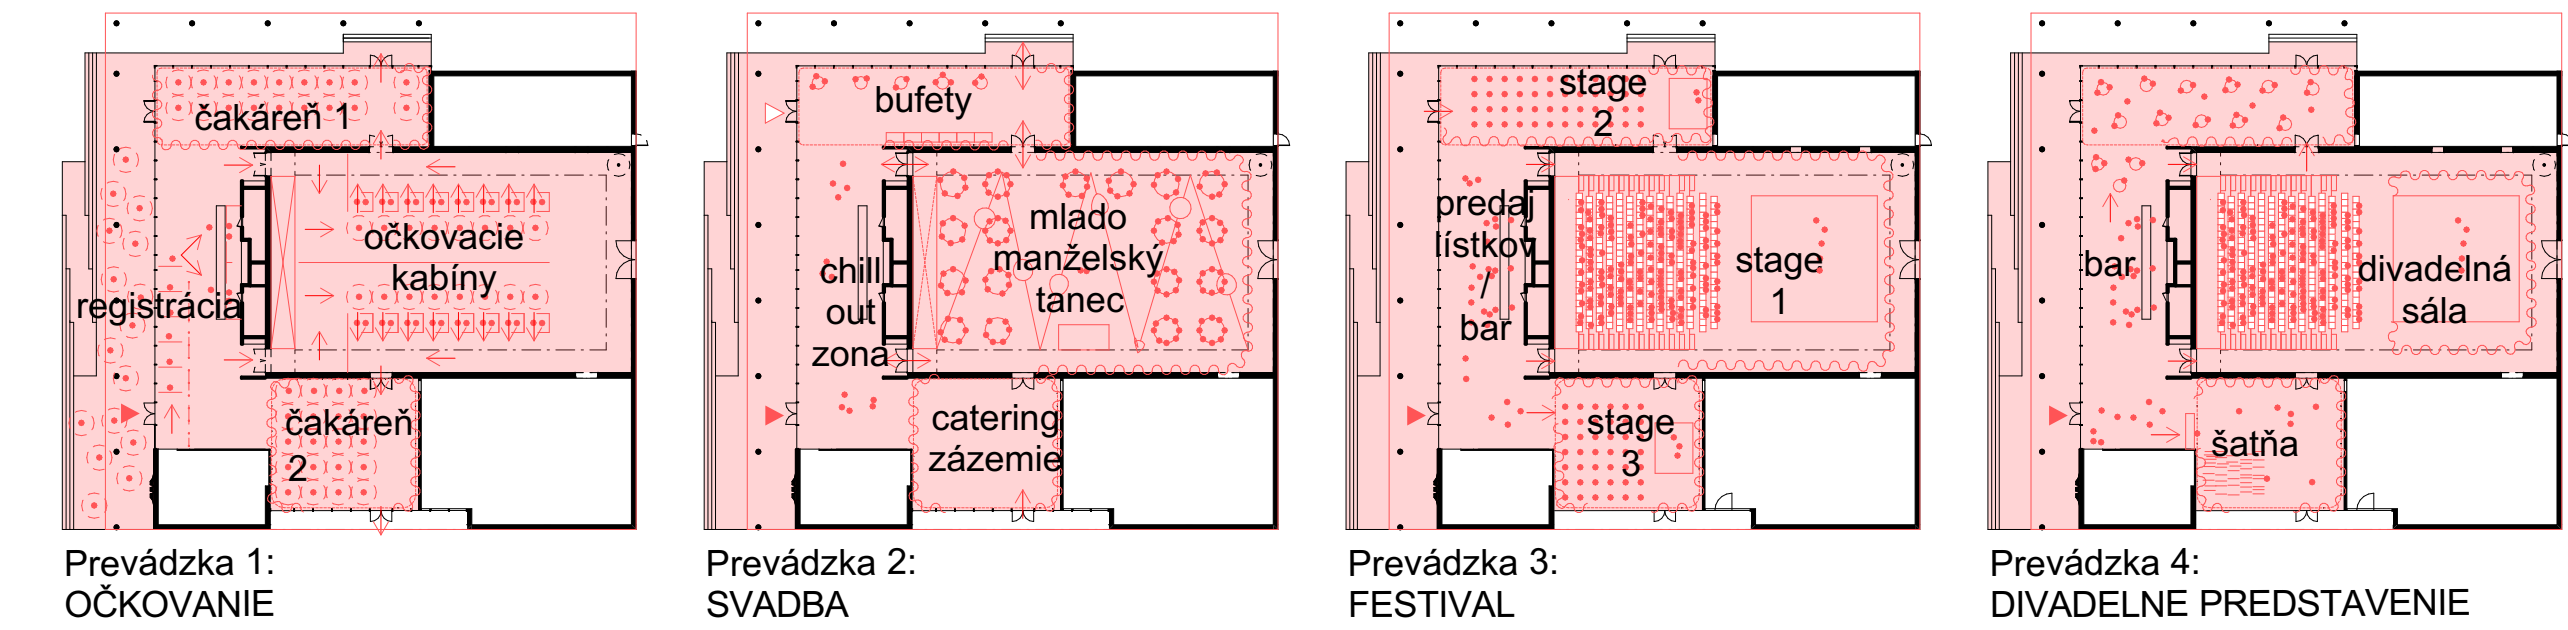 čakáreň 1
registrácia
očkovacie
kabíny
čakáreň
2
Prevádzka 1:
OČKOVANIE
bufety
chill
out
zona
mlado
manželský
tanec
catering
zázemie
Prevádzka 2:
SVADBA
stage
2
predaj
lístkov
/
bar
stage
1
stage
3
Prevádzka 3:
FESTIVAL
bar
divadelná
sála
šatňa
Prevádzka 4:
DIVADELNE PREDSTAVENIE